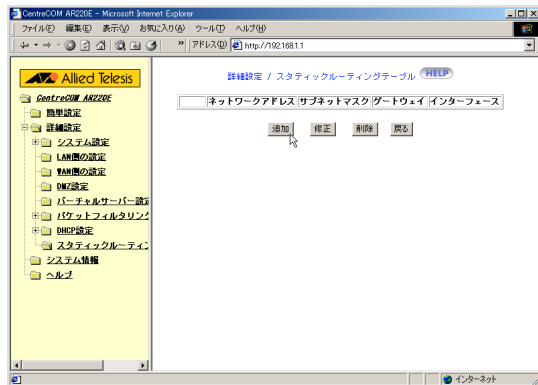 CentreCOM AR220E - Microsoft Internet Explorer
ファイル(F) 編集(E) 表示(V) お気に入り(A) ツール(T) ヘルプ(H)
» アドレス(D) http://192.168.1.1
Allied Telesis
詳細設定 / スタティックルーティングテーブル HELP
ネットワークアドレス サブネットマスク ゲートウェイ インターフェース
追加 修正 削除 戻る
CentreCOM AR220E
簡単設定
詳細設定
システム設定
LAN側の設定
WAN側の設定
DMZ設定
バーチャルサーバー設定
パケットフィルタリング
DHCP設定
スタティックルーティン
システム情報
ヘルプ
インターネット